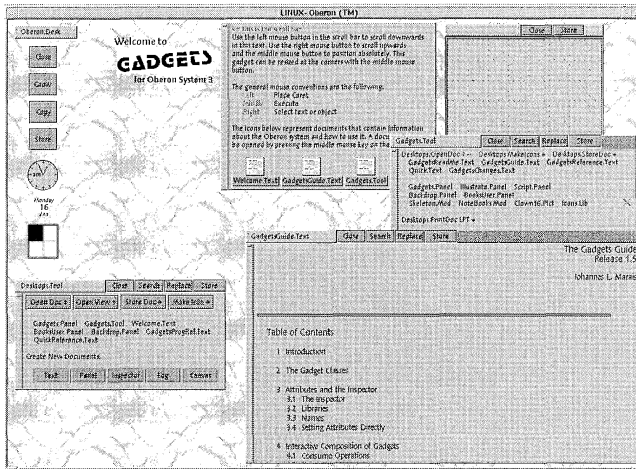 LINUX- Oberon (TM)
Oberon.Desk
Close
Grow
Copy
Store
Monday
16
Welcome to
GADGETS
for Oberon System 3
Use the left mouse button in the scroll bar to scroll downwards
in this text. Use the right mouse button to scroll upwards
and the middle mouse button to position absolutely. This
gadget can be resized at the corners with the middle mouse
button.
The general mouse conventions are the following:
Left Place Caret
Middle Execute
Right Select text or object
The icons below represent documents that contain information
about the Oberon system and how to use it. A docu
be opened by pressing the middle mouse key on the
Welcome.Text GadgetsGuide.Text Gadgets.Tool
Close Store
Gadgets.Tool Close Search Replace Store
Desktops.OpenDoc Desktops.MakeIcons Desktops.StoreDoc
GadgetsReadMe.Text GadgetsGuide.Text GadgetsReference.Text
Quick.Text GadgetsChanges.Text
Gadgets.Panel Illustrate.Panel Script.Panel
Backdrop.Panel BooksUser.Panel
Skeleton.Mod NoteBooks.Mod Clown16.Pict Icons.Lib
Desktops.PrintDoc LPT
GadgetsGuide.Text Close Search Replace Store
The Gadgets Guide
Release 1.5
Johannes L. Marais
Table of Contents
1 Introduction
2 The Gadget Classes
3 Attributes and the Inspector
3.1 The Inspector
3.2 Libraries
3.3 Names
3.4 Setting Attributes Directly
4 Interactive Composition of Gadgets
4.1 Consume Operations
Desktops.Tool Close Search Replace Store
Open Doc Open View Store Doc Make Icon
Gadgets.Panel Gadgets.Tool Welcome.Text
BooksUser.Panel Backdrop.Panel GadgetsProgRef.Text
QuickReference.Text
Create New Documents.
Text Panel Inspector Log Canvas